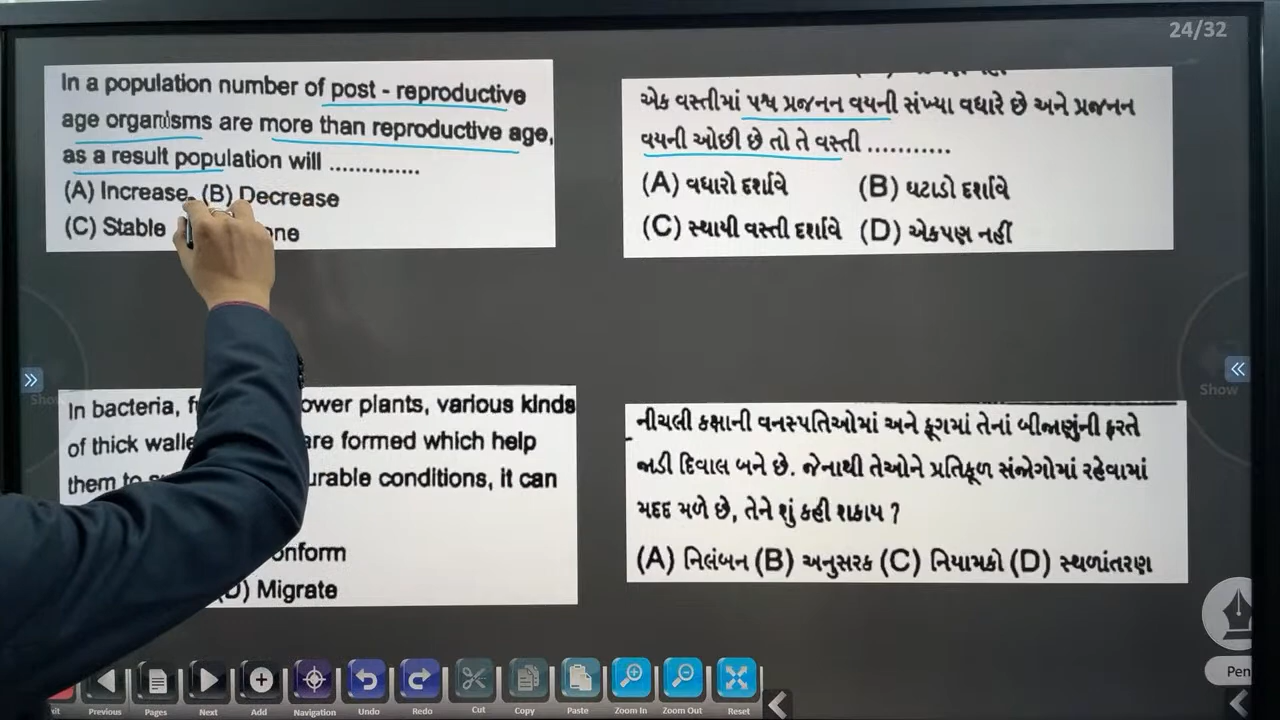 24/32
In a population number of post - reproductive
age organisms are more than reproductive age,
as a result population will ..............
(A) Increase (B) Decrease
(C) Stable
એક વસ્તીમાં પશ્ચ પ્રજનન વયની સંખ્યા વધારે છે અને પ્રજનન
વયની ઓછી છે તો તે વસ્તી ...........
(A) વધારો દર્શાવે (B) ઘટાડો દર્શાવે
(C) સ્થાયી વસ્તી દર્શાવે (D) એકપણ નહીં
In bacteria, plants, various kinds
of thick are formed which help
them to conditions, it can
Migrate
નીચલી કક્ષાની વનસ્પતિઓમાં અને ફૂગમાં તેનાં બીજાણુંની ફરતે
જાડી દિવાલ બને છે. જેનાથી તેઓને પ્રતિકૂળ સંજોગોમાં રહેવામાં
મદદ મળે છે, તેને શું કહી શકાય ?
(A) નિલંબન (B) અનુસરક (C) નિયામકો (D) સ્થળાંતરણ
Show
Pen
Previous Pages Next Add Navigation Undo Redo Cut Copy Paste Zoom In Zoom Out Reset